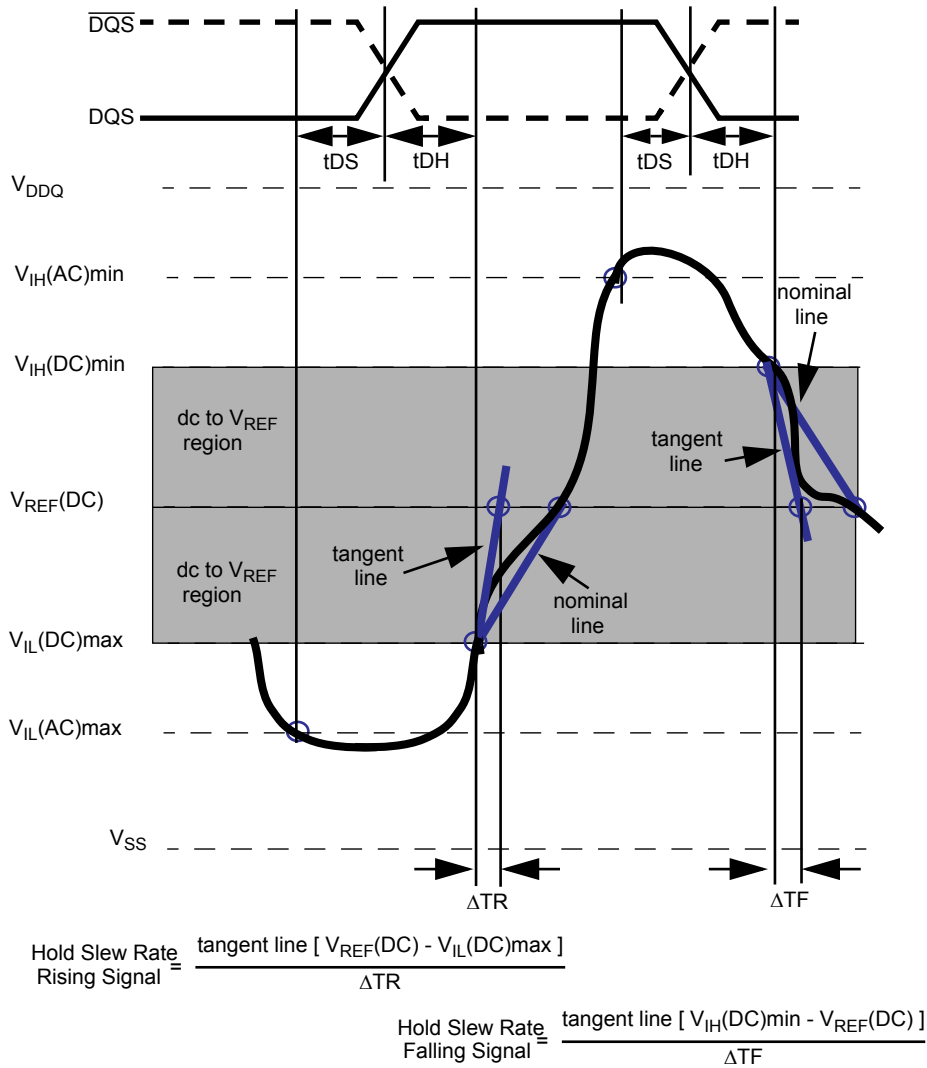 DQS
DQS
tDS tDH tDS tDH
VDDQ
VIH(AC)min
nominal
line
VIH(DC)min
dc to VREF
region
tangent
line
VREF(DC)
tangent
line
dc to VREF
region
nominal
line
VIL(DC)max
VIL(AC)max
VSS
ΔTR ΔTF
Hold Slew Rate
Rising Signal = tangent line [ VREF(DC) - VIL(DC)max ]
ΔTR
Hold Slew Rate
Falling Signal = tangent line [ VIH(DC)min - VREF(DC) ]
ΔTF